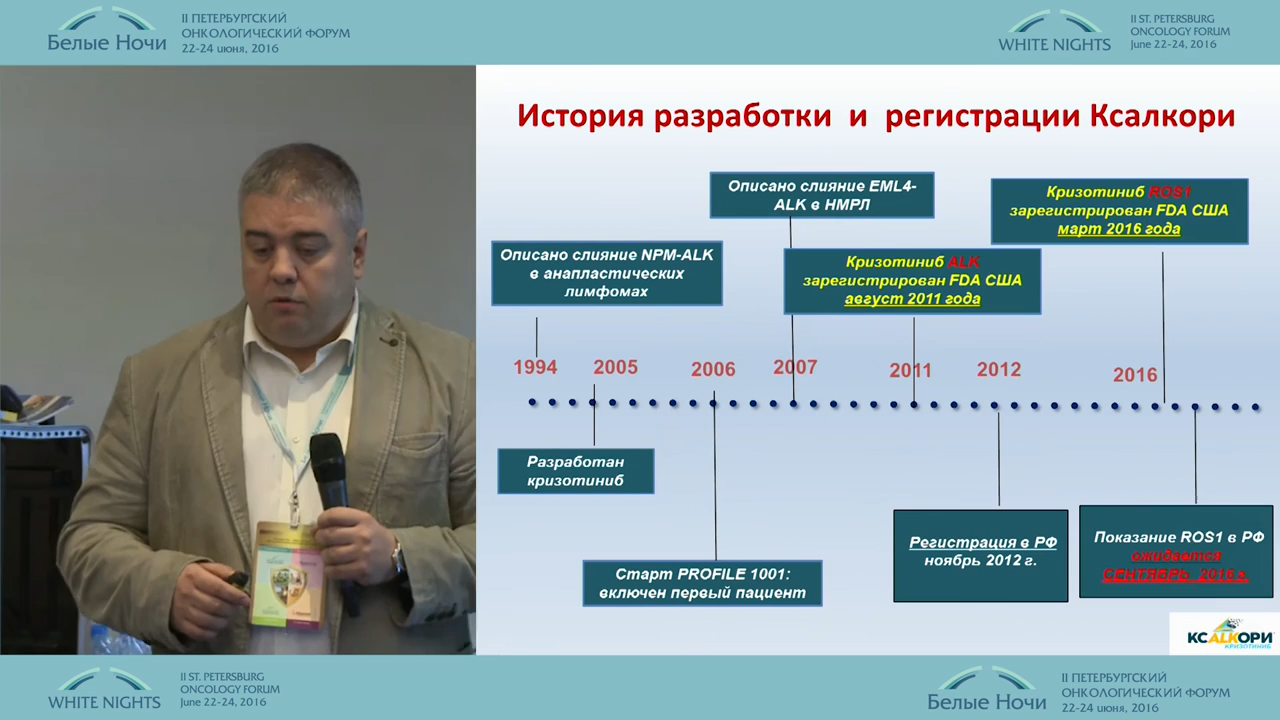 II ПЕТЕРБУРГСКИЙ
ОНКОЛОГИЧЕСКИЙ ФОРУМ
Белые Ночи
22-24 июня, 2016
II ST. PETERSBURG
ONCOLOGY FORUM
WHITE NIGHTS
June 22-24, 2016
История разработки и регистрации Ксалкори
Описано слияние EML4-
ALK в НМРЛ
Кризотиниб ROS1
зарегистрирован FDA США
март 2016 года
Описано слияние NPM-ALK
в анапластических
лимфомах
Кризотиниб ALK
зарегистрирован FDA США
август 2011 года
1994 2005 2006 2007 2011 2012 2016
Разработан
кризотиниб
Старт PROFILE 1001:
включен первый пациент
Регистрация в РФ
ноябрь 2012 г.
Показание ROS1 в РФ
ожидается
СЕНТЯБРЬ 2016 г.
КСALKОРИ
КРИЗОТИНИБ
II ST. PETERSBURG
ONCOLOGY FORUM
WHITE NIGHTS
June 22-24, 2016
II ПЕТЕРБУРГСКИЙ
ОНКОЛОГИЧЕСКИЙ ФОРУМ
Белые Ночи
22-24 июня, 2016